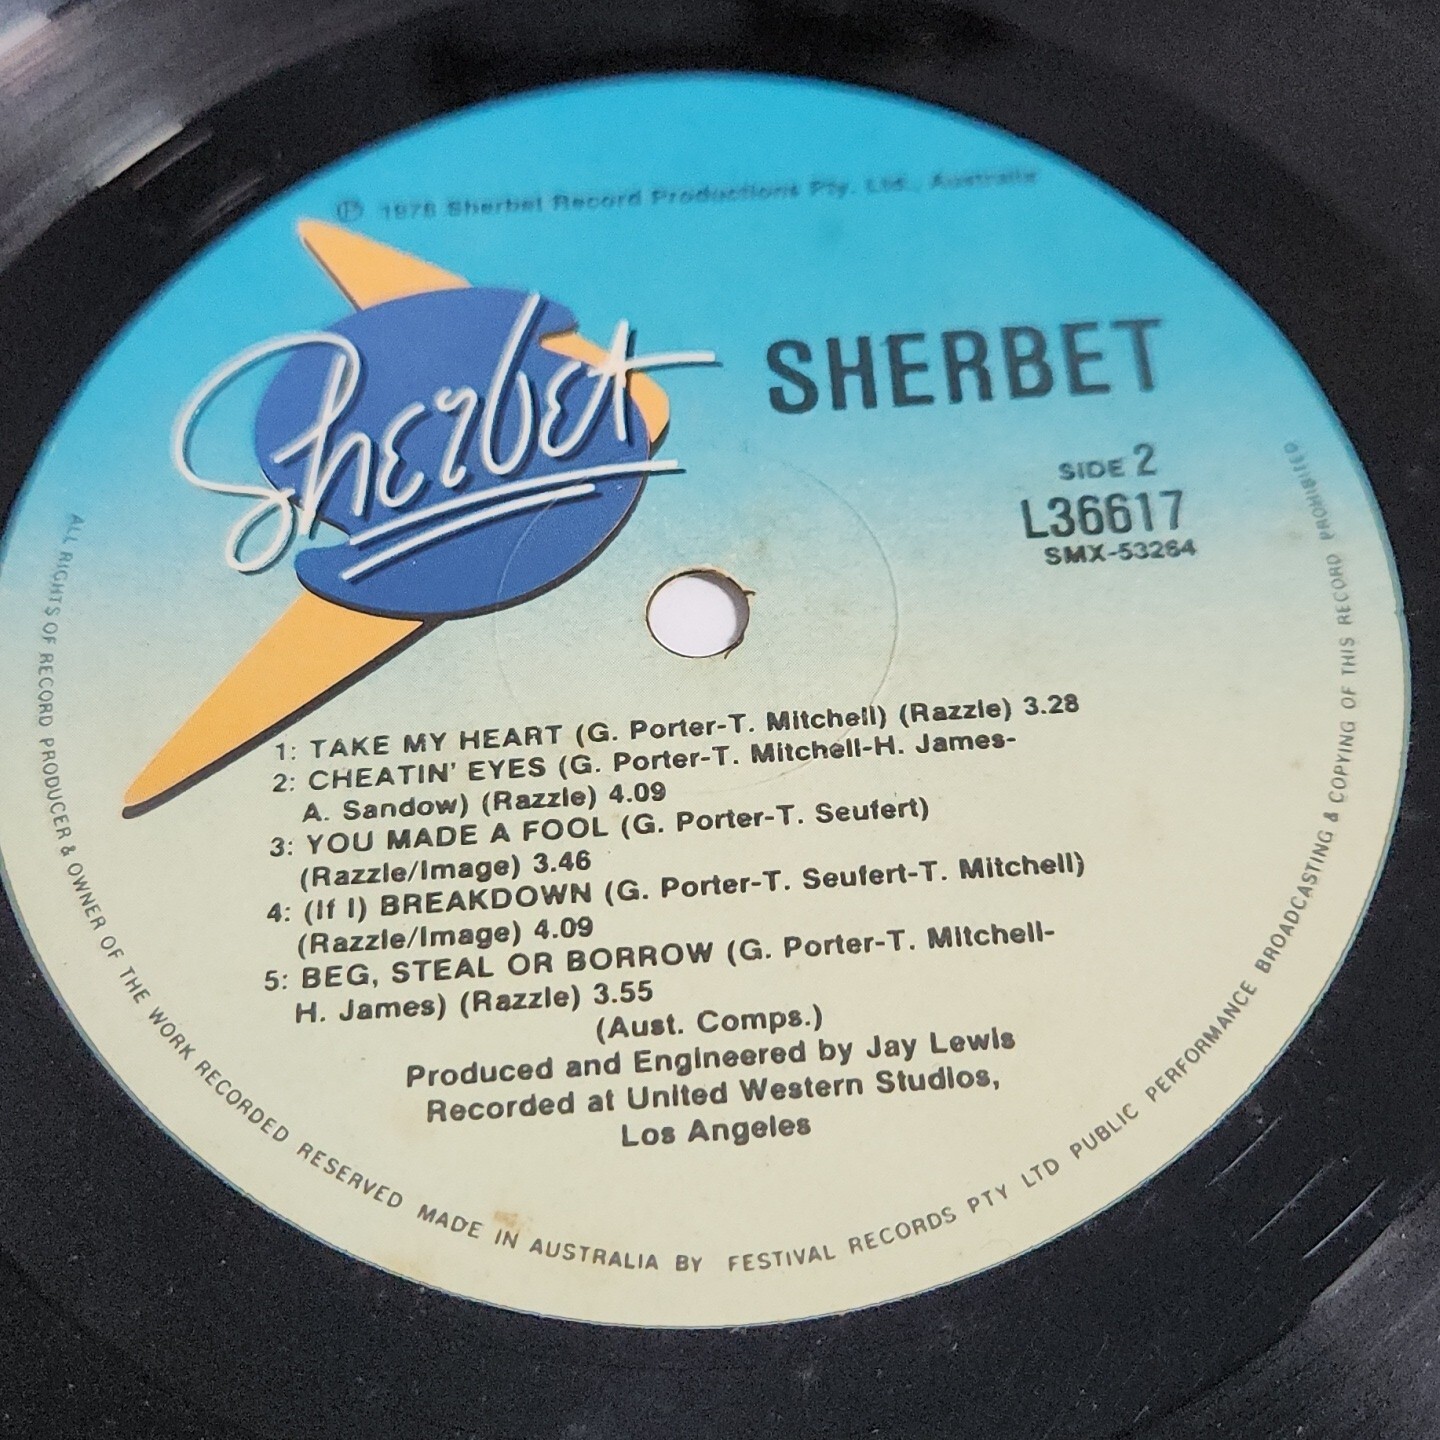 ℗ 1978 Sherbet Record Productions Pty. Ltd., Australia
Sherbet
SHERBET
SIDE 2
L36617
SMX-53264
1: TAKE MY HEART (G. Porter-T. Mitchell) (Razzle) 3.28
2: CHEATIN' EYES (G. Porter-T. Mitchell-H. James-
A. Sandow) (Razzle) 4.09
3: YOU MADE A FOOL (G. Porter-T. Seufert)
(Razzle/Image) 3.46
4: (If I) BREAKDOWN (G. Porter-T. Seufert-T. Mitchell)
(Razzle/Image) 4.09
5: BEG, STEAL OR BORROW (G. Porter-T. Mitchell-
H. James) (Razzle) 3.55
(Aust. Comps.)
Produced and Engineered by Jay Lewis
Recorded at United Western Studios,
Los Angeles
ALL RIGHTS OF RECORD PRODUCER & OWNER OF THE WORK RECORDED RESERVED MADE IN AUSTRALIA BY FESTIVAL RECORDS PTY LTD PUBLIC PERFORMANCE BROADCASTING & COPYING OF THIS RECORD PROHIBITED